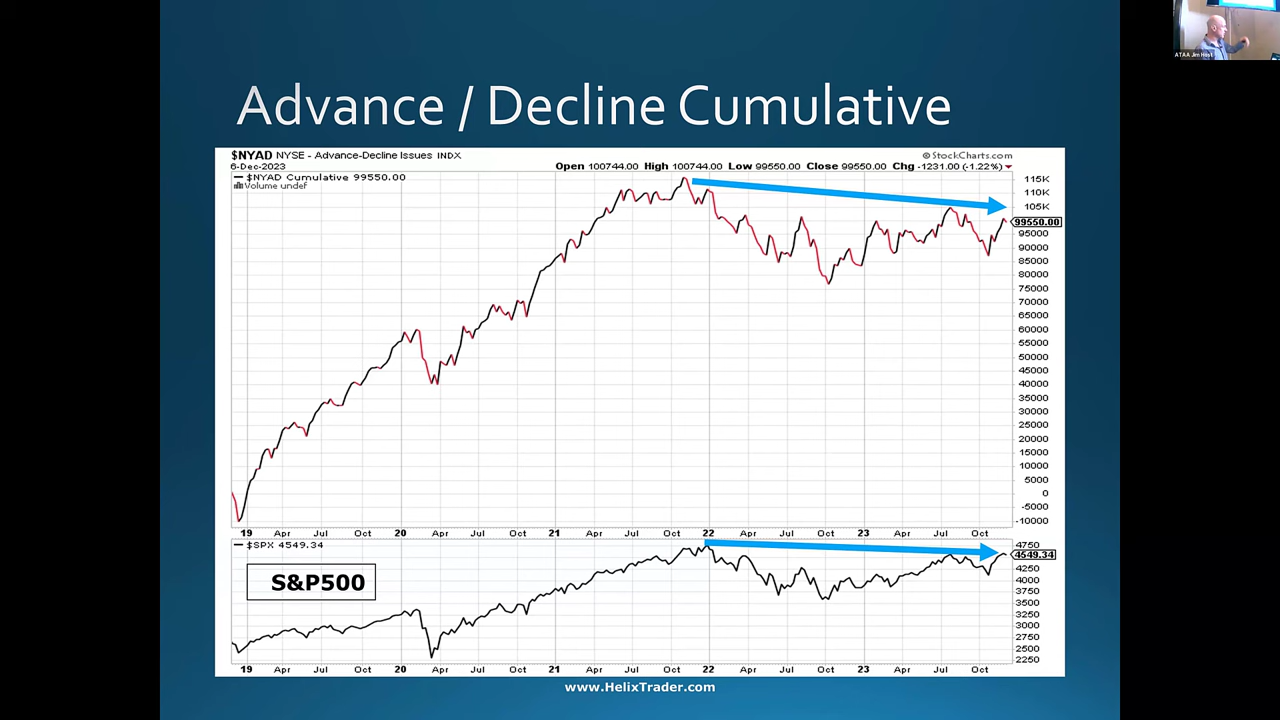 ATAA Jim Host
Advance / Decline Cumulative
$NYAD NYSE - Advance-Decline Issues INDX
© StockCharts.com
6-Dec-2023
Open 100744.00 High 100744.00 Low 99550.00 Close 99550.00 Chg -1231.00 (-1.22%)
$NYAD Cumulative 99550.00
Volume undef
115K
110K
105K
99550.00
95000
90000
85000
80000
75000
70000
65000
60000
55000
50000
45000
40000
35000
30000
25000
20000
15000
10000
5000
0
-5000
-10000
19 Apr Jul Oct 20 Apr Jul Oct 21 Apr Jul Oct 22 Apr Jul Oct 23 Apr Jul Oct
$SPX 4549.34
4750
4549.34
4250
4000
3750
3500
3250
3000
2750
2500
2250
S&P500
19 Apr Jul Oct 20 Apr Jul Oct 21 Apr Jul Oct 22 Apr Jul Oct 23 Apr Jul Oct
www.HelixTrader.com